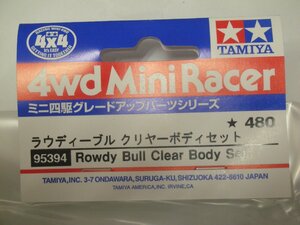 4x4
TAMIYA
4wd Mini Racer
ミニ四駆グレードアップパーツシリーズ
★ 480
ラウディーブル クリヤーボディセット
95394 Rowdy Bull Clear Body Set
TAMIYA, INC. 3-7 ONDAWARA, SURUGA-KU, SHIZUOKA 422-8610 JAPAN
TAMIYA AMERICA, INC. IRVINE, CA